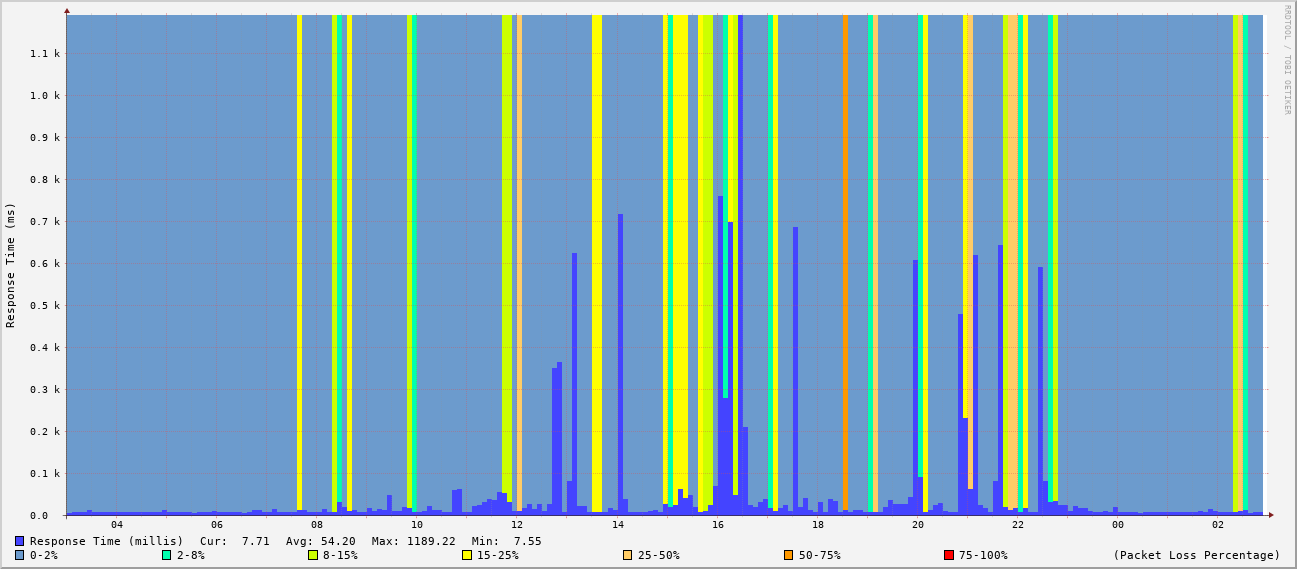 RRDTOOL / TOBI OETIKER
Response Time (ms)
1.1 k
1.0 k
0.9 k
0.8 k
0.7 k
0.6 k
0.5 k
0.4 k
0.3 k
0.2 k
0.1 k
0.0
04 06 08 10 12 14 16 18 20 22 00 02
Response Time (millis) Cur: 7.71 Avg: 54.20 Max: 1189.22 Min: 7.55
0-2% 2-8% 8-15% 15-25% 25-50% 50-75% 75-100% (Packet Loss Percentage)